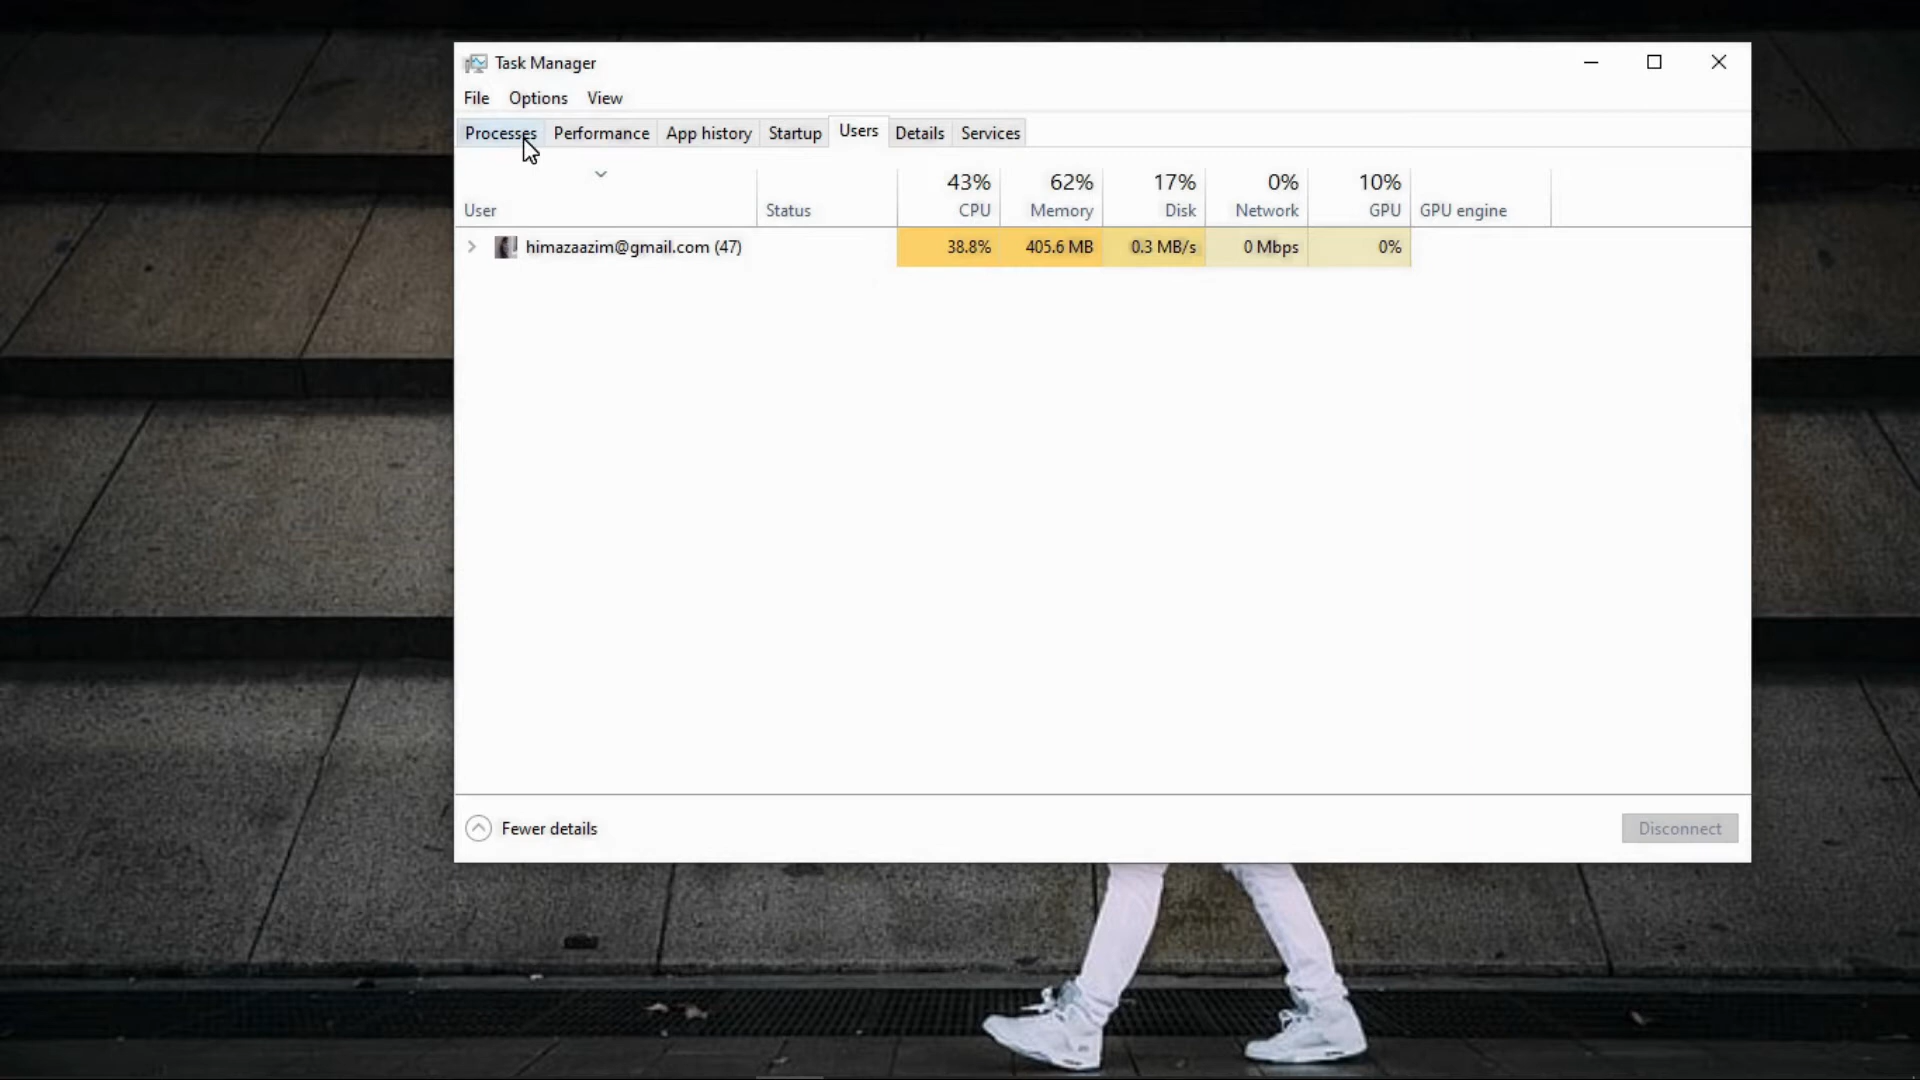 Task Manager
File Options View
Processes Performance App history Startup Users Details Services
43% 62% 17% 0% 10%
User Status CPU Memory Disk Network GPU GPU engine
himazaazim@gmail.com (47) 38.8% 405.6 MB 0.3 MB/s 0 Mbps 0%
Fewer details Disconnect